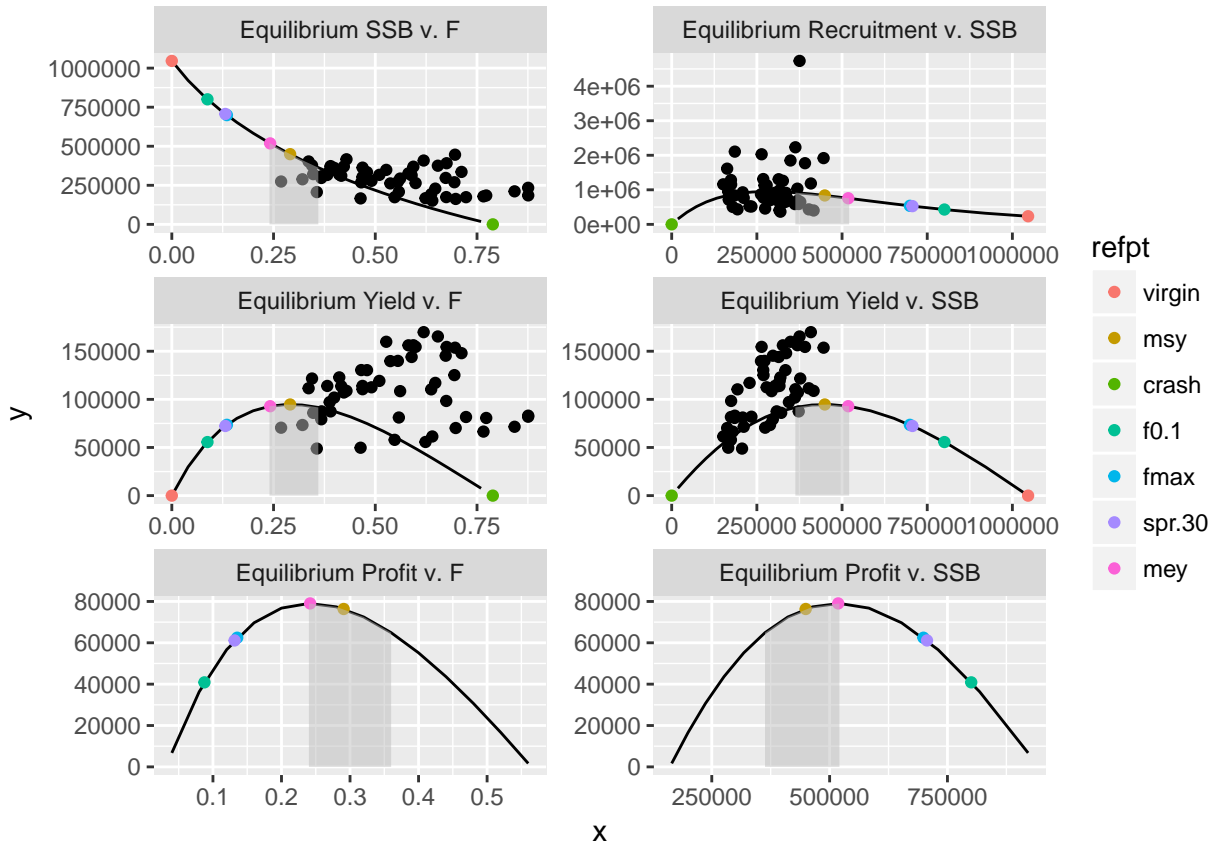 Equilibrium SSB v. F
Equilibrium Recruitment v. SSB
1000000
750000
500000
250000
0
0.00 0.25 0.50 0.75
4e+06
3e+06
2e+06
1e+06
0e+00
0 250000 500000 750000 1000000
Equilibrium Yield v. F
Equilibrium Yield v. SSB
150000
100000
50000
0
0.00 0.25 0.50 0.75
150000
100000
50000
0
0 250000 500000 750000 1000000
Equilibrium Profit v. F
Equilibrium Profit v. SSB
80000
60000
40000
20000
0
0.1 0.2 0.3 0.4 0.5
80000
60000
40000
20000
0
250000 500000 750000
y
x
refpt
virgin
msy
crash
f0.1
fmax
spr.30
mey